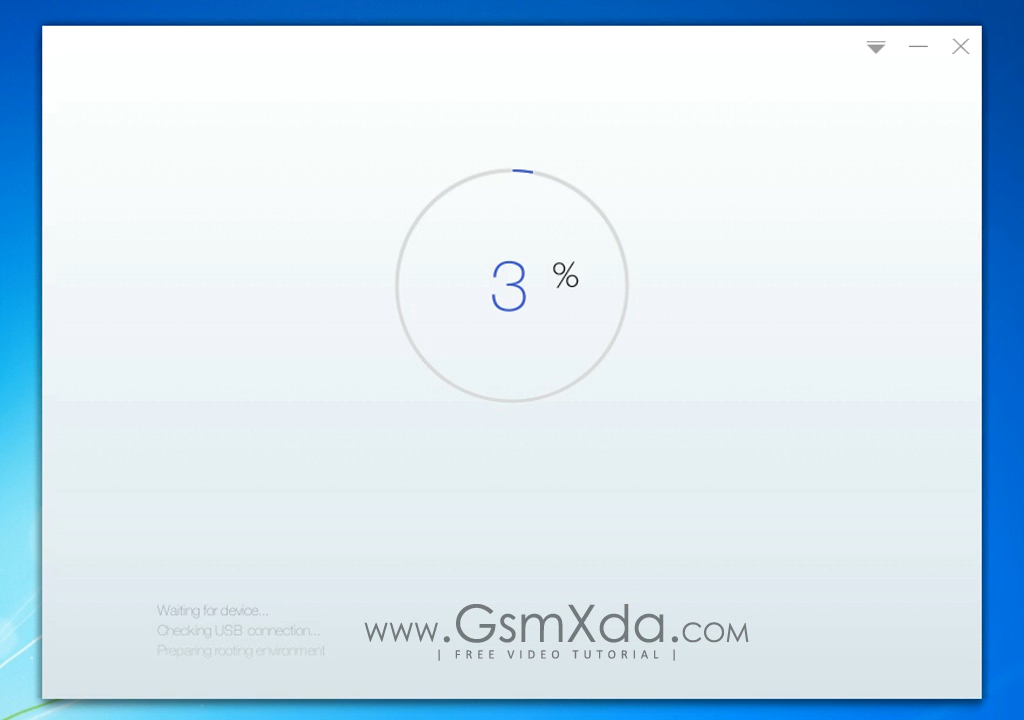 3 %
Waiting for device...
Checking USB connection...
Preparing rooting environment
www.GsmXda.com
| FREE VIDEO TUTORIAL |